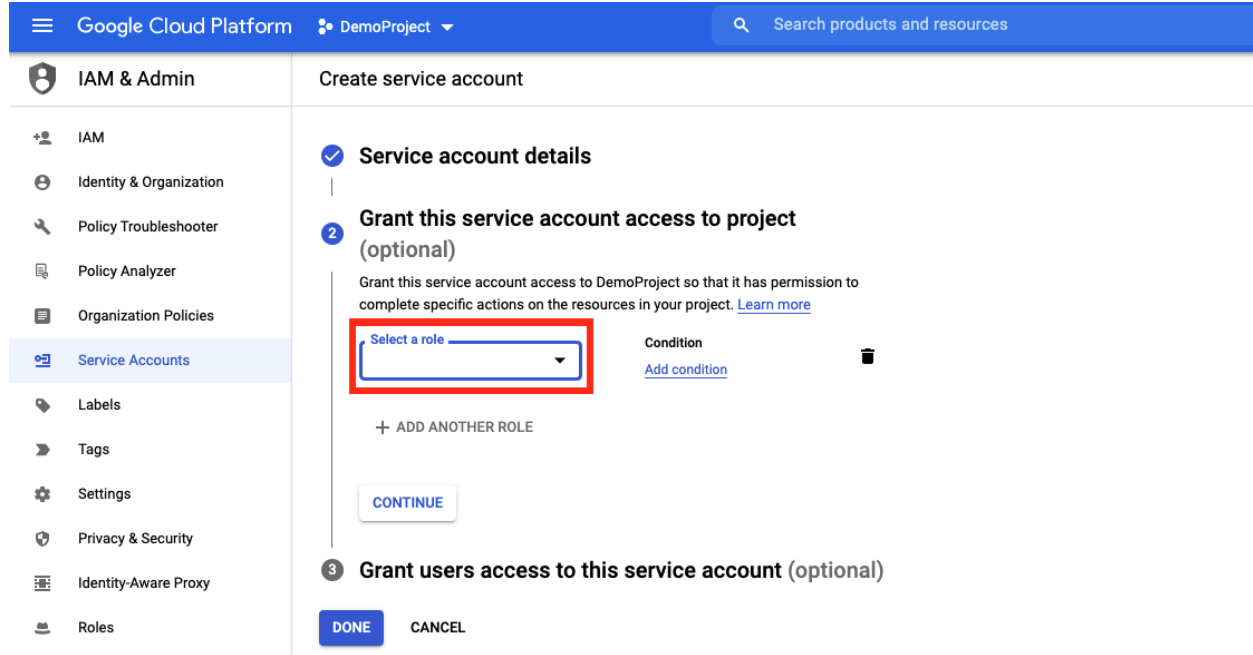 Google Cloud Platform
DemoProject
Search products and resources
IAM & Admin
Create service account
IAM
Identity & Organization
Policy Troubleshooter
Policy Analyzer
Organization Policies
Service Accounts
Labels
Tags
Settings
Privacy & Security
Identity-Aware Proxy
Roles
Service account details
2
Grant this service account access to project
(optional)
Grant this service account access to DemoProject so that it has permission to
complete specific actions on the resources in your project. Learn more
Select a role
Condition
Add condition
+ ADD ANOTHER ROLE
CONTINUE
3 Grant users access to this service account (optional)
DONE CANCEL